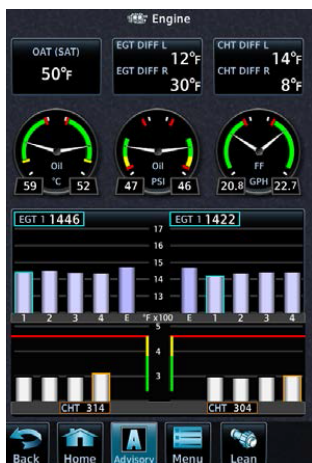 Engine
OAT (SAT)
50°F
EGT DIFF L
12°F
EGT DIFF R
30°F
CHT DIFF L
14°F
CHT DIFF R
8°F
Oil
59 °C 52
Oil
47 PSI 46
FF
20.8 GPH 22.7
EGT 1 1446
EGT 1 1422
17
16
15
14
13
1 2 3 4 E °F x100 E 1 2 3 4
5
4
3
CHT 314
CHT 304
Back
Home
A
Advisory
Menu
Lean